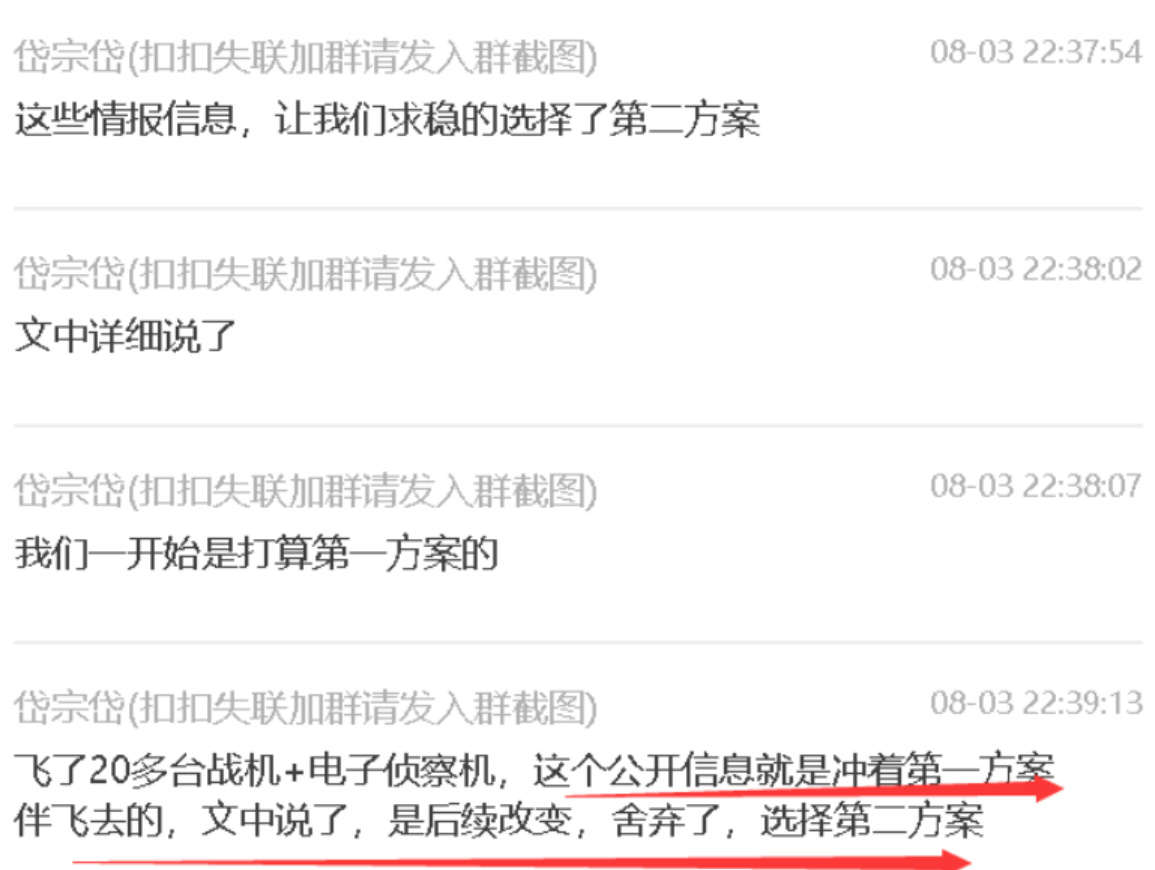 岱宗岱(扣扣失联加群请发入群截图) 08-03 22:37:54
这些情报信息，让我们求稳的选择了第二方案
岱宗岱(扣扣失联加群请发入群截图) 08-03 22:38:02
文中详细说了
岱宗岱(扣扣失联加群请发入群截图) 08-03 22:38:07
我们一开始是打算第一方案的
岱宗岱(扣扣失联加群请发入群截图) 08-03 22:39:13
飞了20多台战机+电子侦察机，这个公开信息就是冲着第一方案
伴飞去的，文中说了，是后续改变，舍弃了，选择第二方案